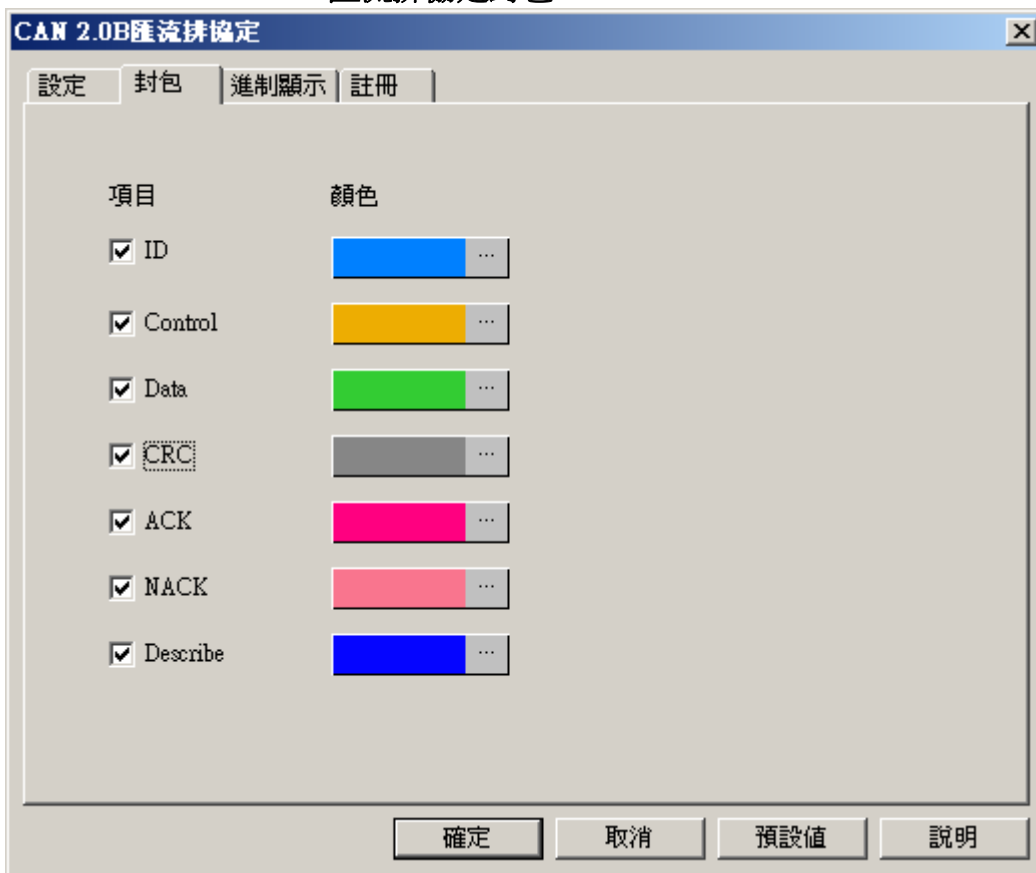 CAN 2.0B匯流排協定
設定 封包 進制顯示 註冊
項目 顏色
ID ...
Control ...
Data ...
CRC ...
ACK ...
NACK ...
Describe ...
確定 取消 預設值 說明